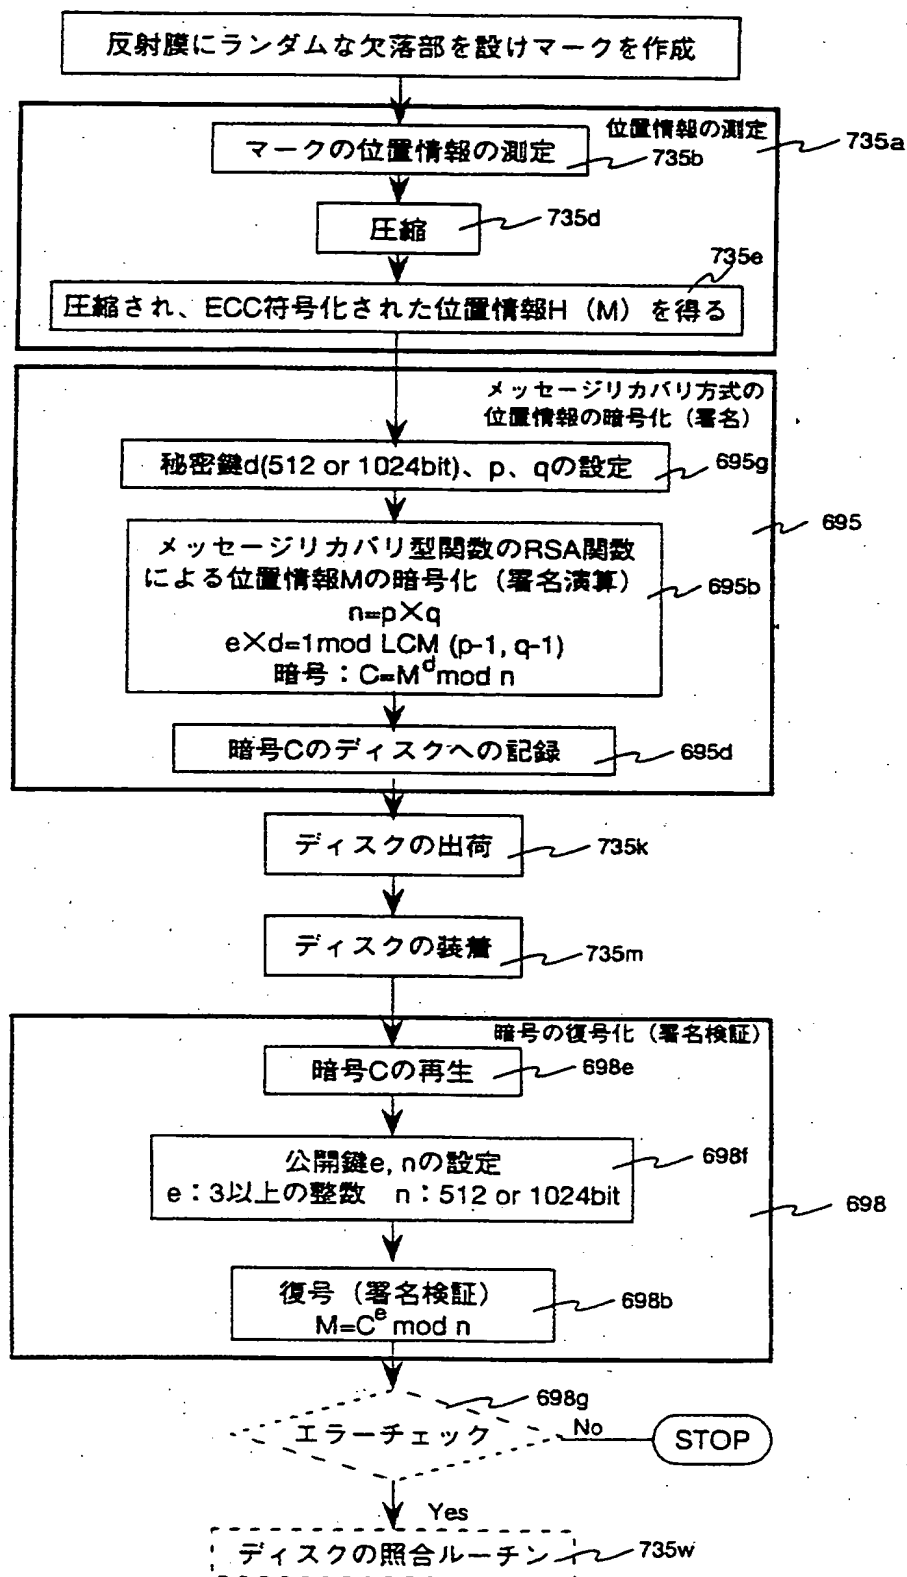 反射膜にランダムな欠落部を設けマークを作成
位置情報の測定
735a
マークの位置情報の測定
735b
圧縮
735d
735e
圧縮され、ECC符号化された位置情報H（M）を得る
メッセージリカバリ方式の
位置情報の暗号化（署名）
秘密鍵d(512 or 1024bit)、p、qの設定
695g
695
メッセージリカバリ型関数のRSA関数
による位置情報Mの暗号化（署名演算）
n=p×q
e×d=1mod LCM (p-1, q-1)
暗号：C=M^d mod n
695b
暗号Cのディスクへの記録
695d
ディスクの出荷
735k
ディスクの装着
735m
暗号の復号化（署名検証）
暗号Cの再生
698e
公開鍵e, nの設定
e：3以上の整数　n：512 or 1024bit
698f
698
復号（署名検証）
M=C^e mod n
698b
698g
エラーチェック
No
STOP
Yes
ディスクの照合ルーチン
735w